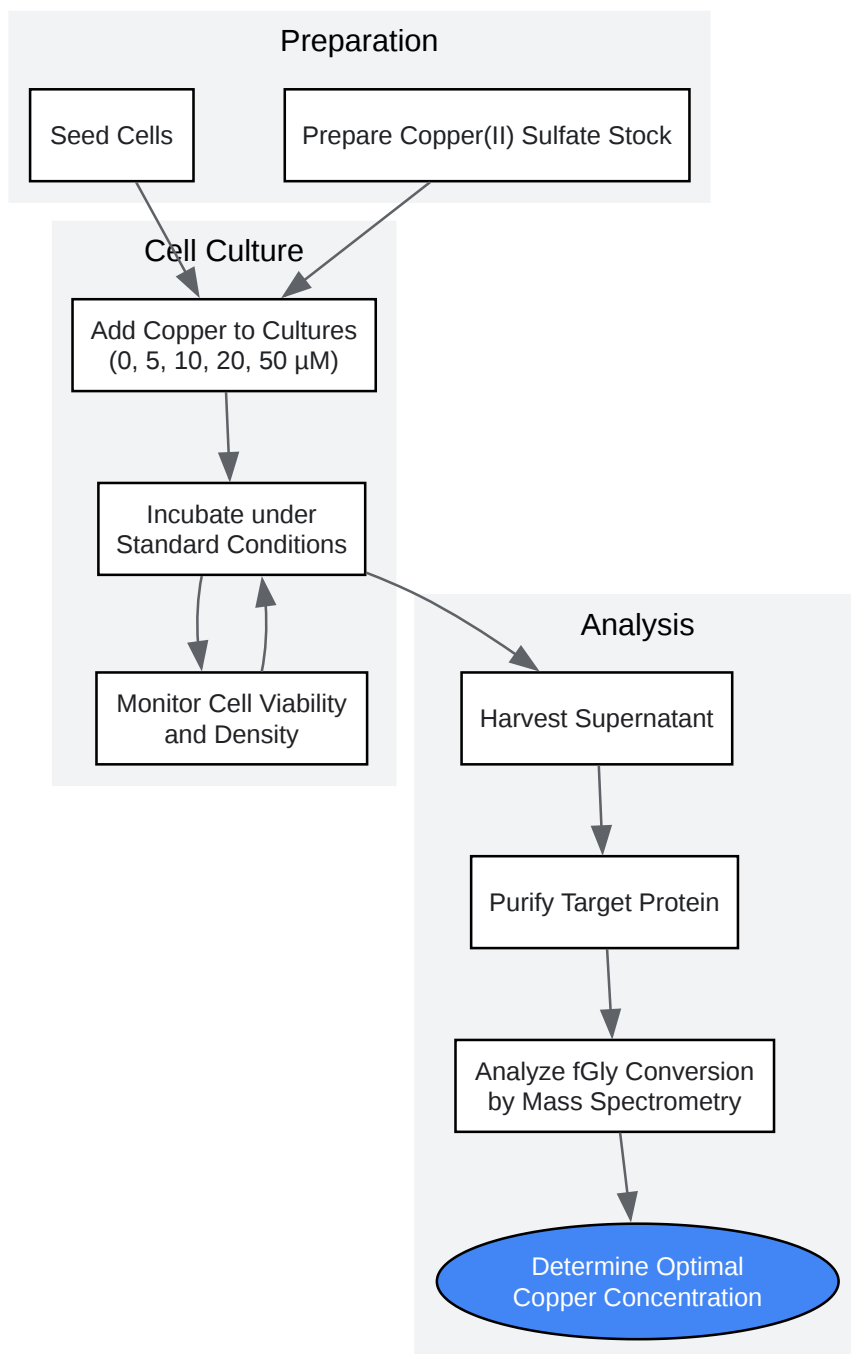 Preparation
Seed Cells
Prepare Copper(II) Sulfate Stock
Cell Culture
Add Copper to Cultures
(0, 5, 10, 20, 50 µM)
Incubate under
Standard Conditions
Monitor Cell Viability
and Density
Analysis
Harvest Supernatant
Purify Target Protein
Analyze fGly Conversion
by Mass Spectrometry
Determine Optimal
Copper Concentration